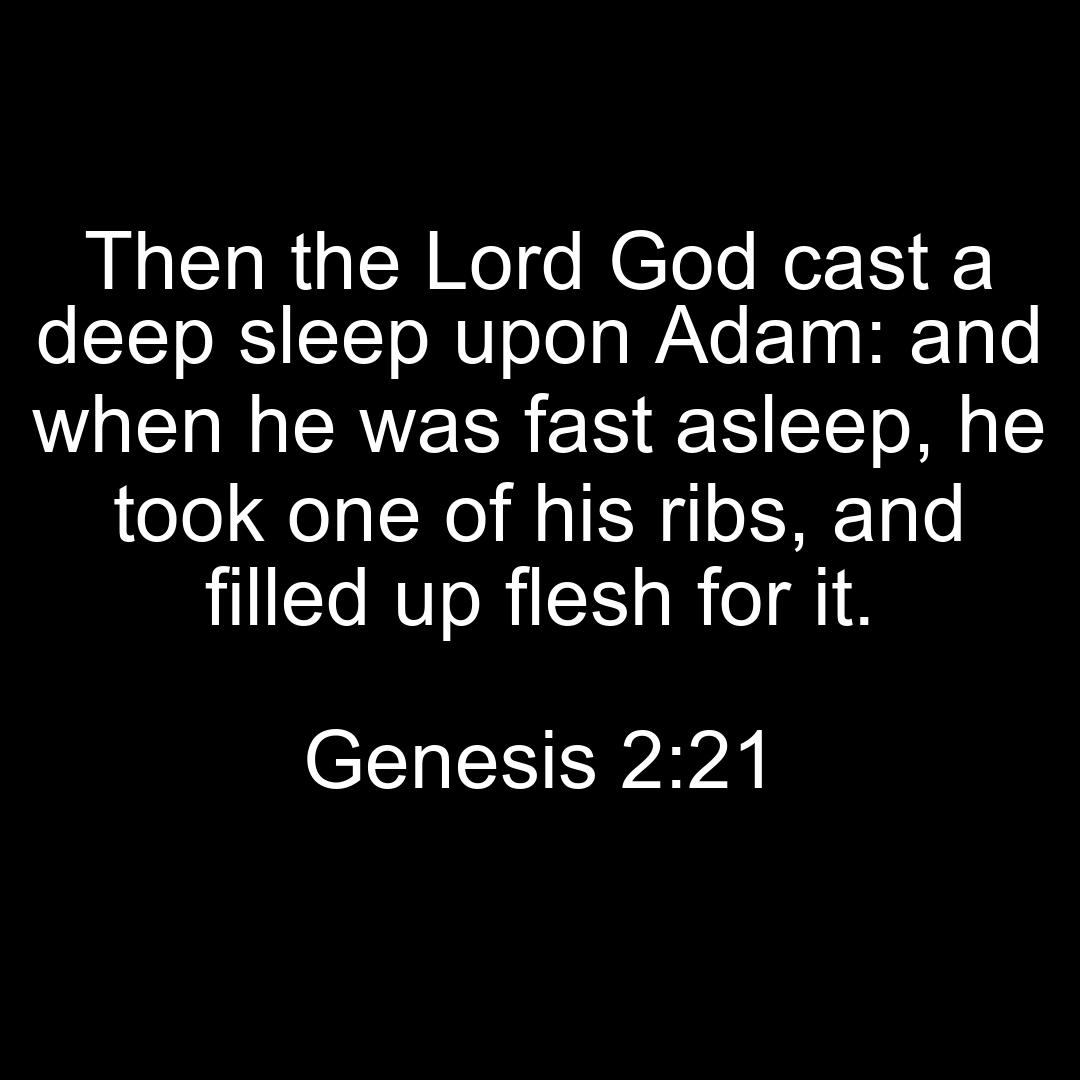 Then the Lord God cast a
deep sleep upon Adam: and
when he was fast asleep, he
took one of his ribs, and
filled up flesh for it.
Genesis 2:21